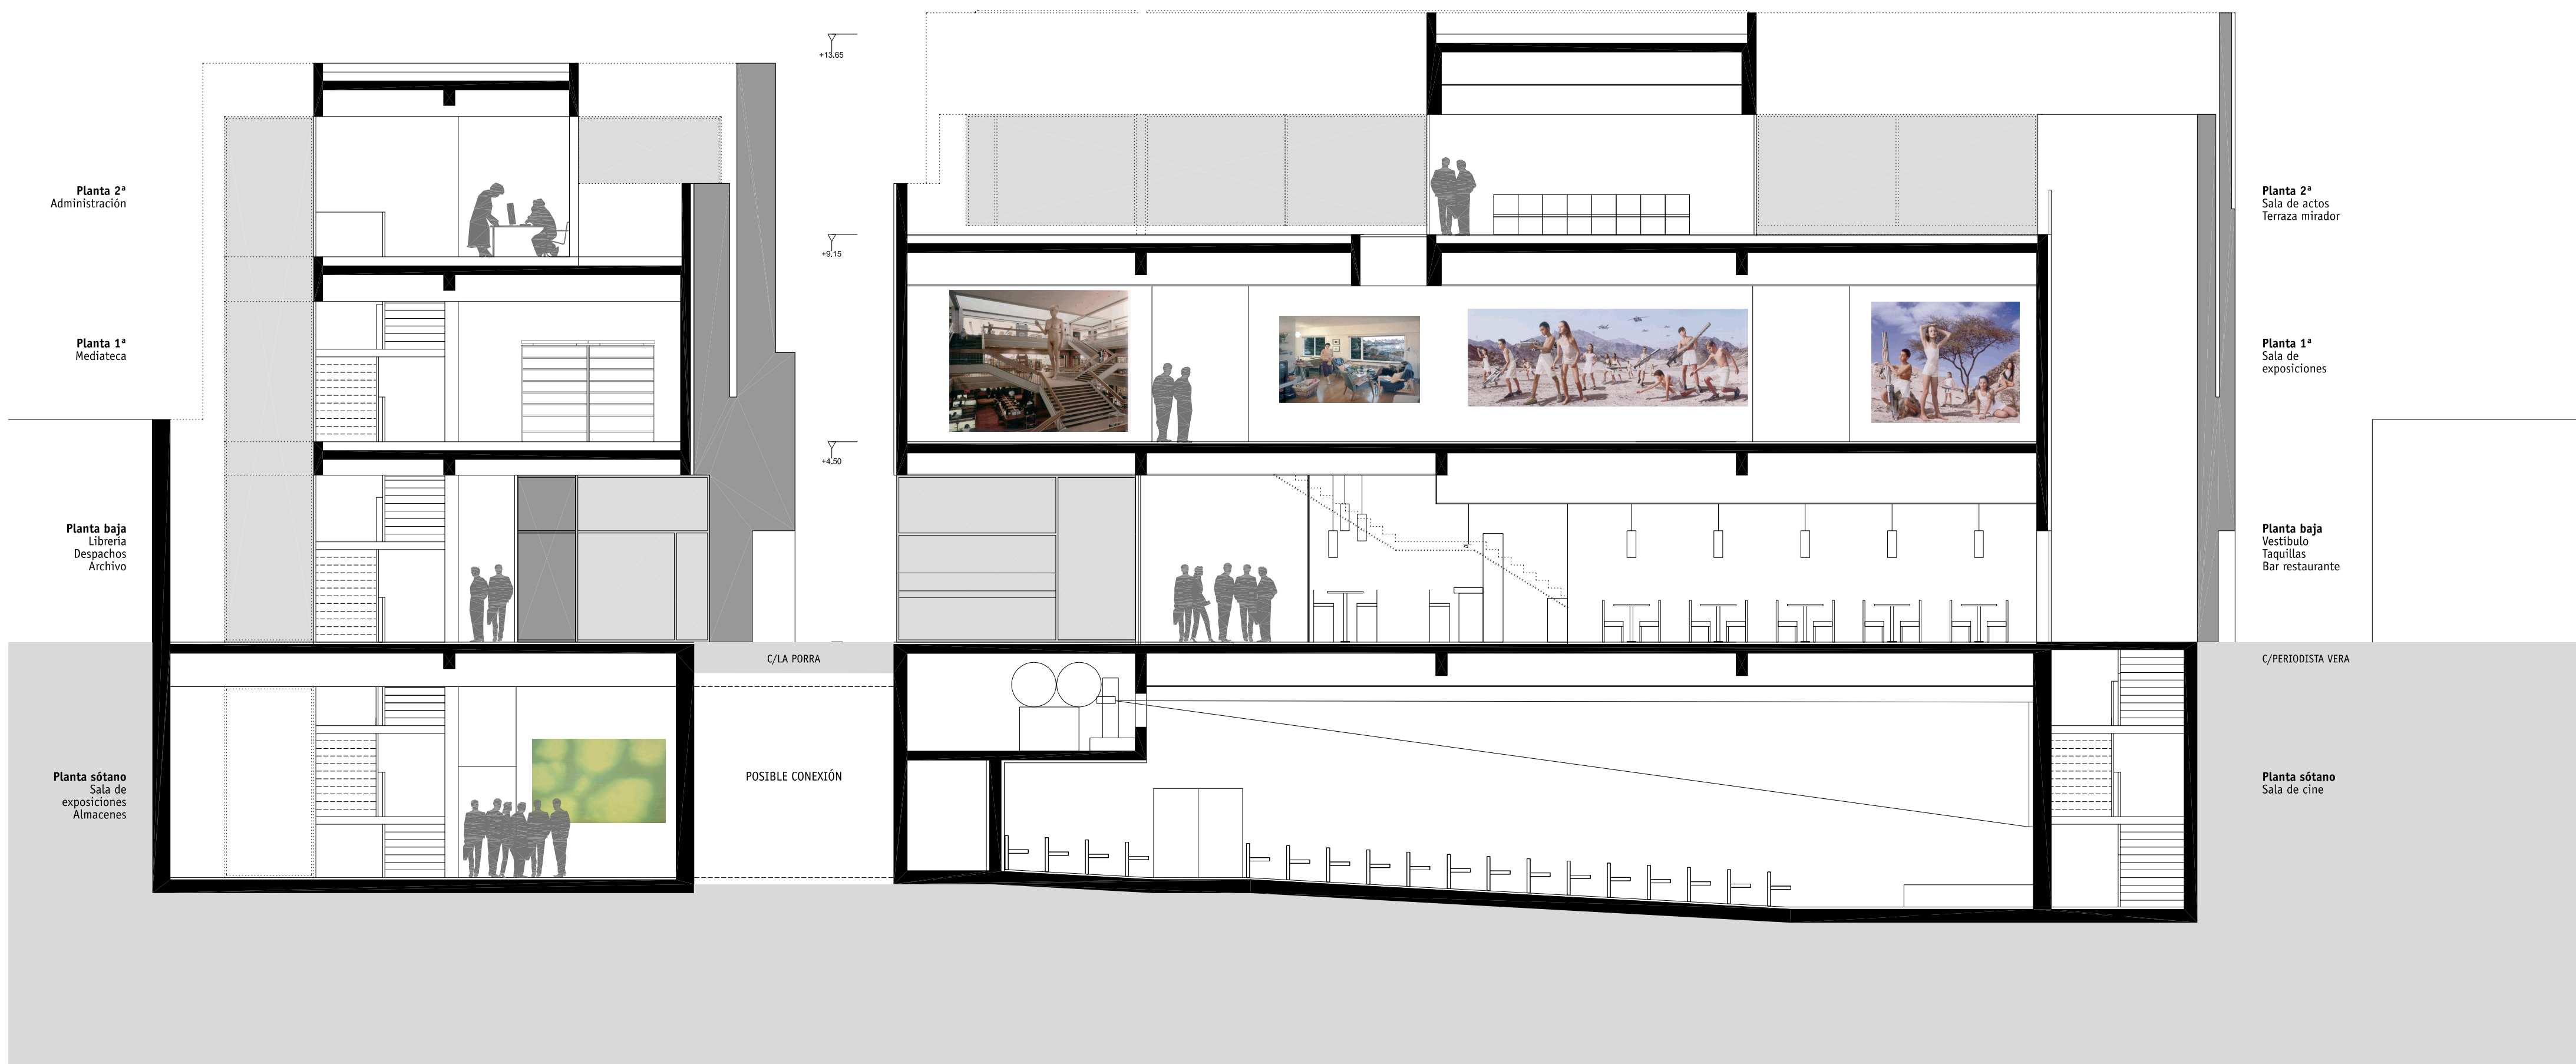 +13.65
Planta 2ª
Administración
+9.15
Planta 1ª
Mediateca
+4.50
Planta baja
Librería
Despachos
Archivo
C/LA PORRA
Planta sótano
Sala de
exposiciones
Almacenes
POSIBLE CONEXIÓN
Planta 2ª
Sala de actos
Terraza mirador
Planta 1ª
Sala de
exposiciones
Planta baja
Vestíbulo
Taquillas
Bar restaurante
C/PERIODISTA VERA
Planta sótano
Sala de cine